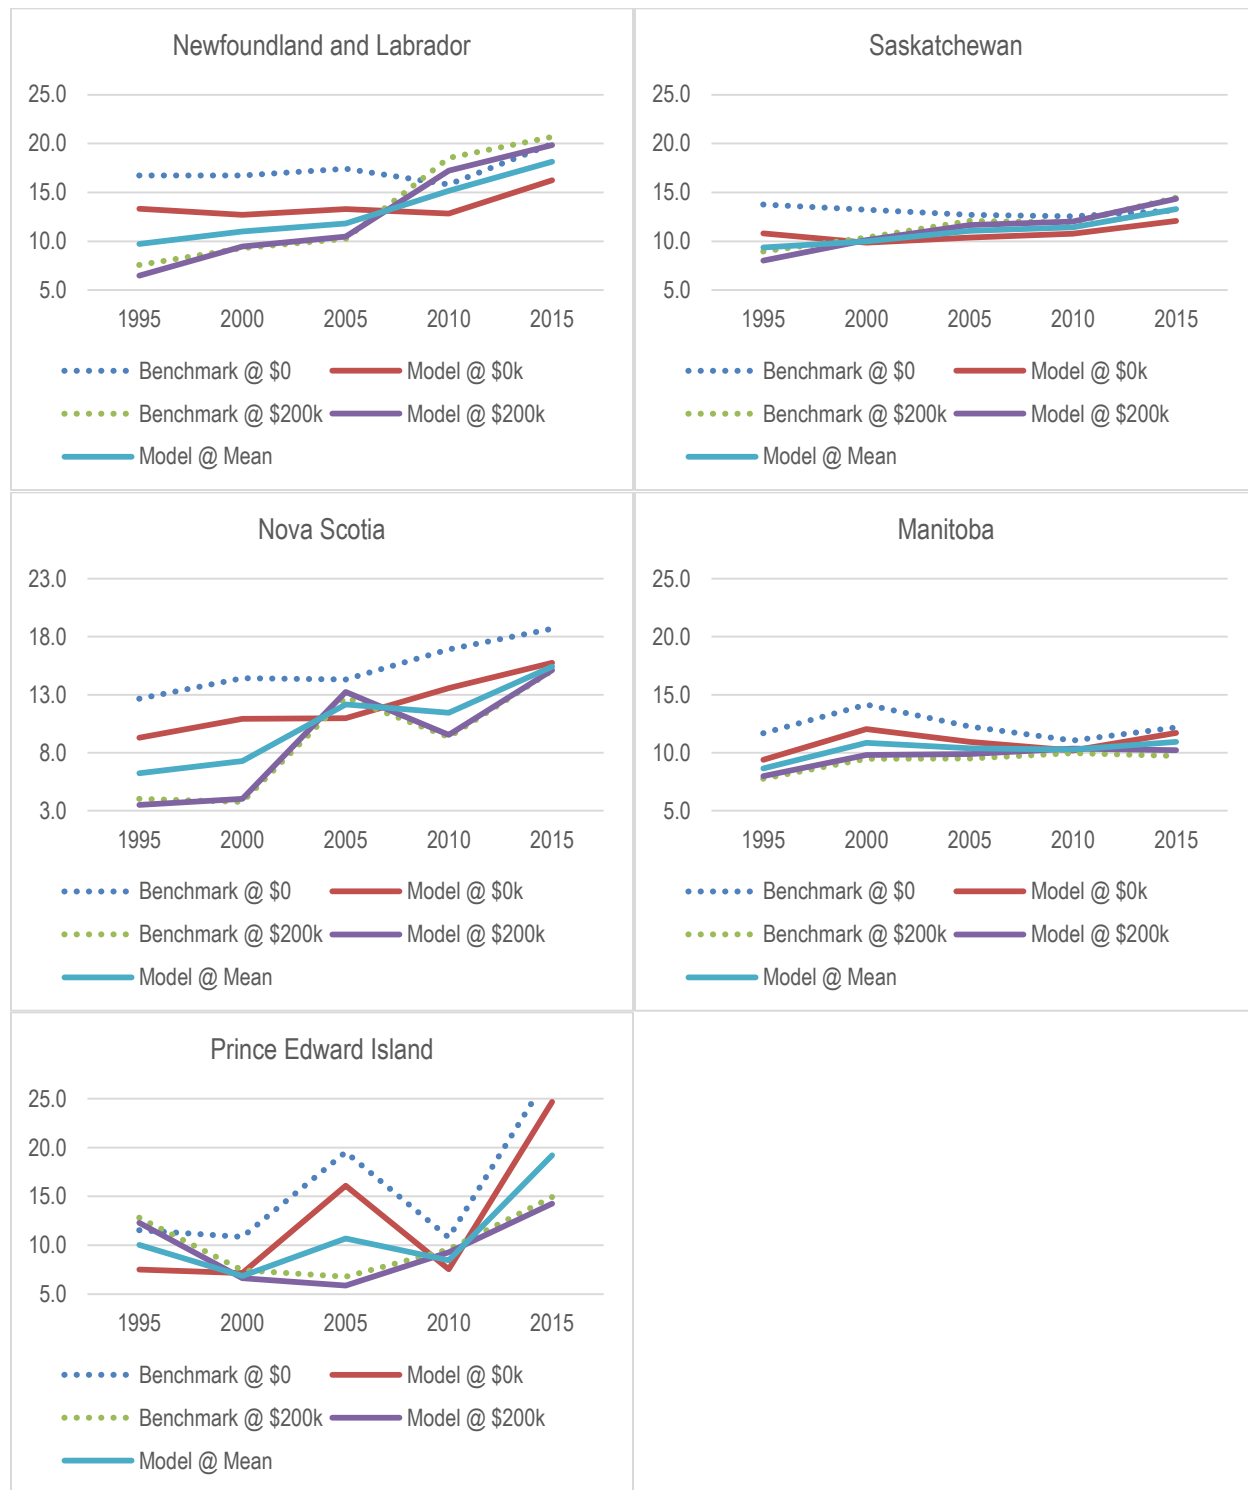 Newfoundland and Labrador
25.0
20.0
15.0
10.0
5.0
1995 2000 2005 2010 2015
Benchmark @ $0 Model @ $0k
Benchmark @ $200k Model @ $200k
Model @ Mean
Saskatchewan
25.0
20.0
15.0
10.0
5.0
1995 2000 2005 2010 2015
Benchmark @ $0 Model @ $0k
Benchmark @ $200k Model @ $200k
Model @ Mean
Nova Scotia
23.0
18.0
13.0
8.0
3.0
1995 2000 2005 2010 2015
Benchmark @ $0 Model @ $0k
Benchmark @ $200k Model @ $200k
Model @ Mean
Manitoba
25.0
20.0
15.0
10.0
5.0
1995 2000 2005 2010 2015
Benchmark @ $0 Model @ $0k
Benchmark @ $200k Model @ $200k
Model @ Mean
Prince Edward Island
25.0
20.0
15.0
10.0
5.0
1995 2000 2005 2010 2015
Benchmark @ $0 Model @ $0k
Benchmark @ $200k Model @ $200k
Model @ Mean